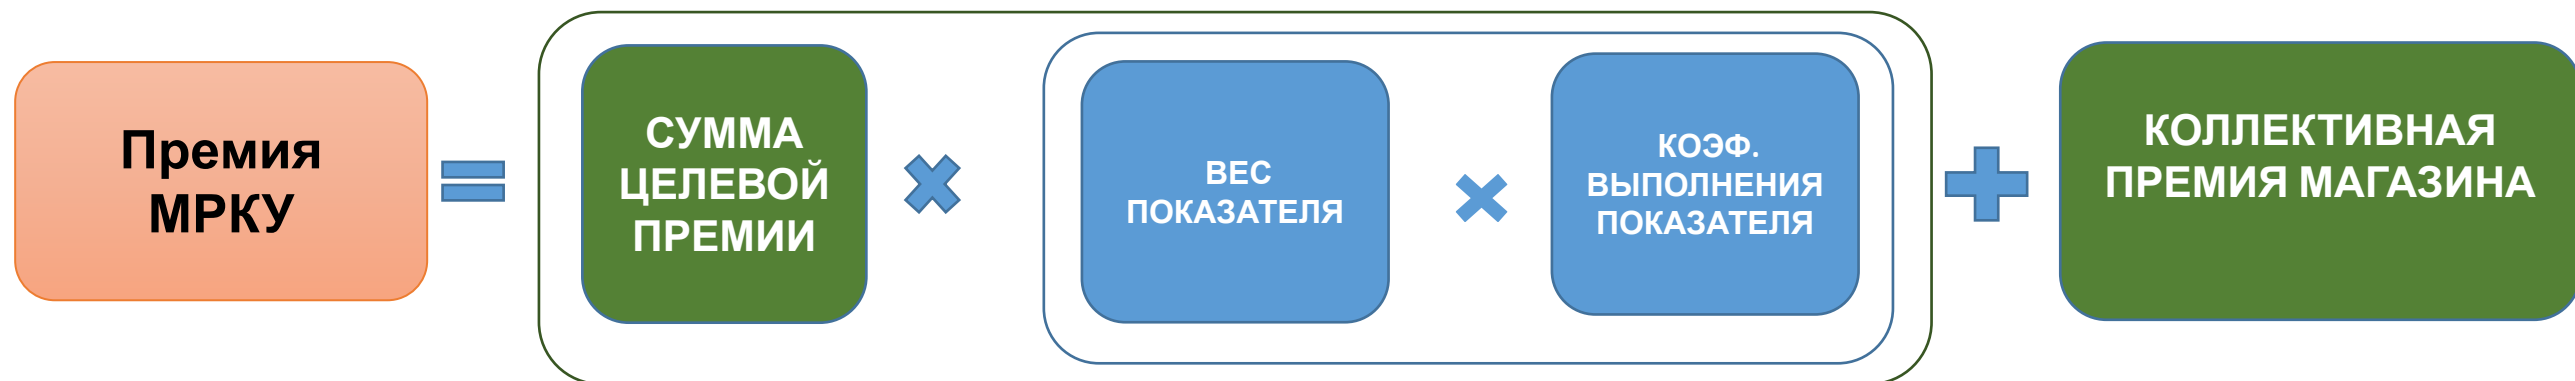 Премия
МРКУ
СУММА
ЦЕЛЕВОЙ
ПРЕМИИ
ВЕС
ПОКАЗАТЕЛЯ
КОЭФ.
ВЫПОЛНЕНИЯ
ПОКАЗАТЕЛЯ
КОЛЛЕКТИВНАЯ
ПРЕМИЯ МАГАЗИНА